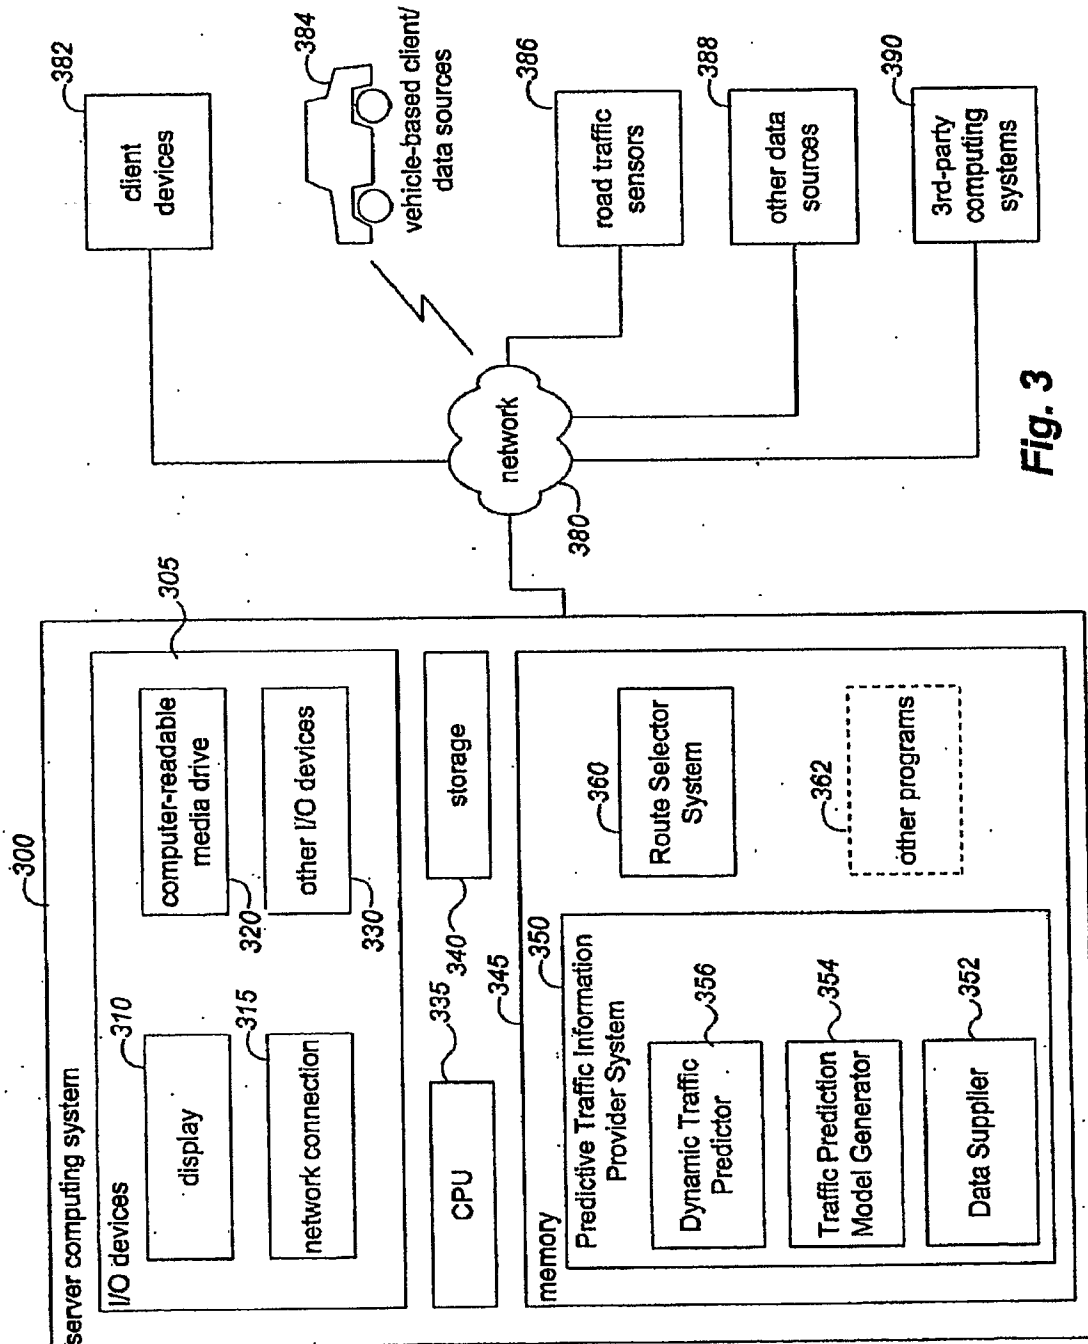 server computing system
300
I/O devices
305
310
display
computer-readable
media drive
320
315
network connection
other I/O devices
330
335
CPU
storage
340
345
memory
350
Predictive Traffic Information
Provider System
356
Dynamic Traffic
Predictor
354
Traffic Prediction
Model Generator
352
Data Supplier
360
Route Selector
System
362
other programs
network
380
382
client
devices
384
vehicle-based client/
data sources
386
road traffic
sensors
388
other data
sources
390
3rd-party
computing
systems
Fig. 3